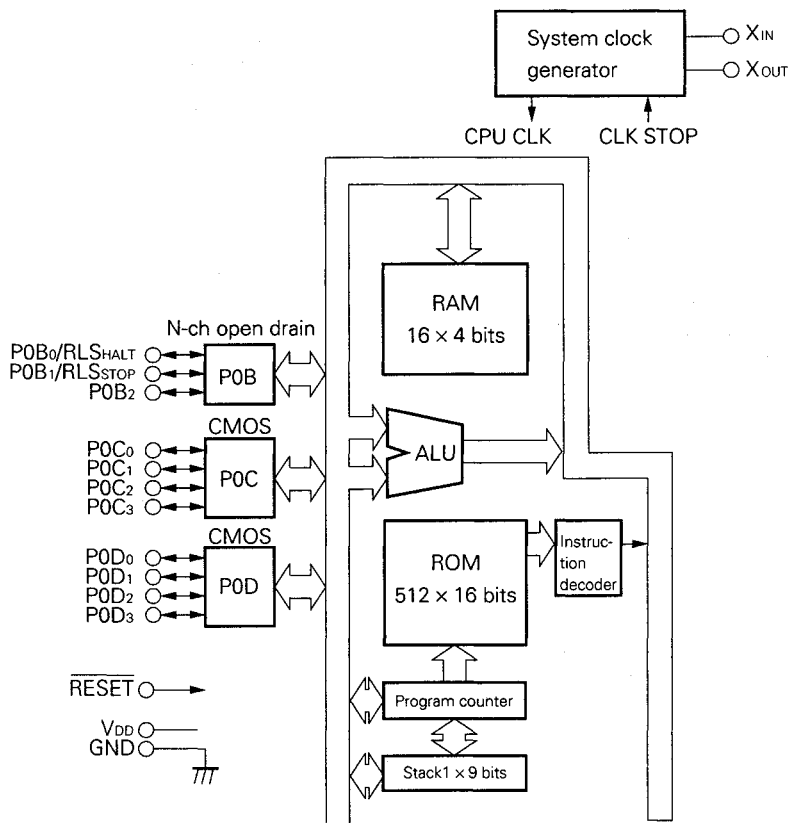 System clock
generator
XIN
XOUT
CPU CLK
CLK STOP
RAM
16 × 4 bits
N-ch open drain
P0B0/RLSHALT
P0B1/RLSSTOP
P0B2
P0B
CMOS
P0C0
P0C1
P0C2
P0C3
P0C
ALU
CMOS
P0D0
P0D1
P0D2
P0D3
P0D
ROM
512 × 16 bits
Instruc-
tion
decoder
RESET
Program counter
VDD
GND
Stack1 × 9 bits